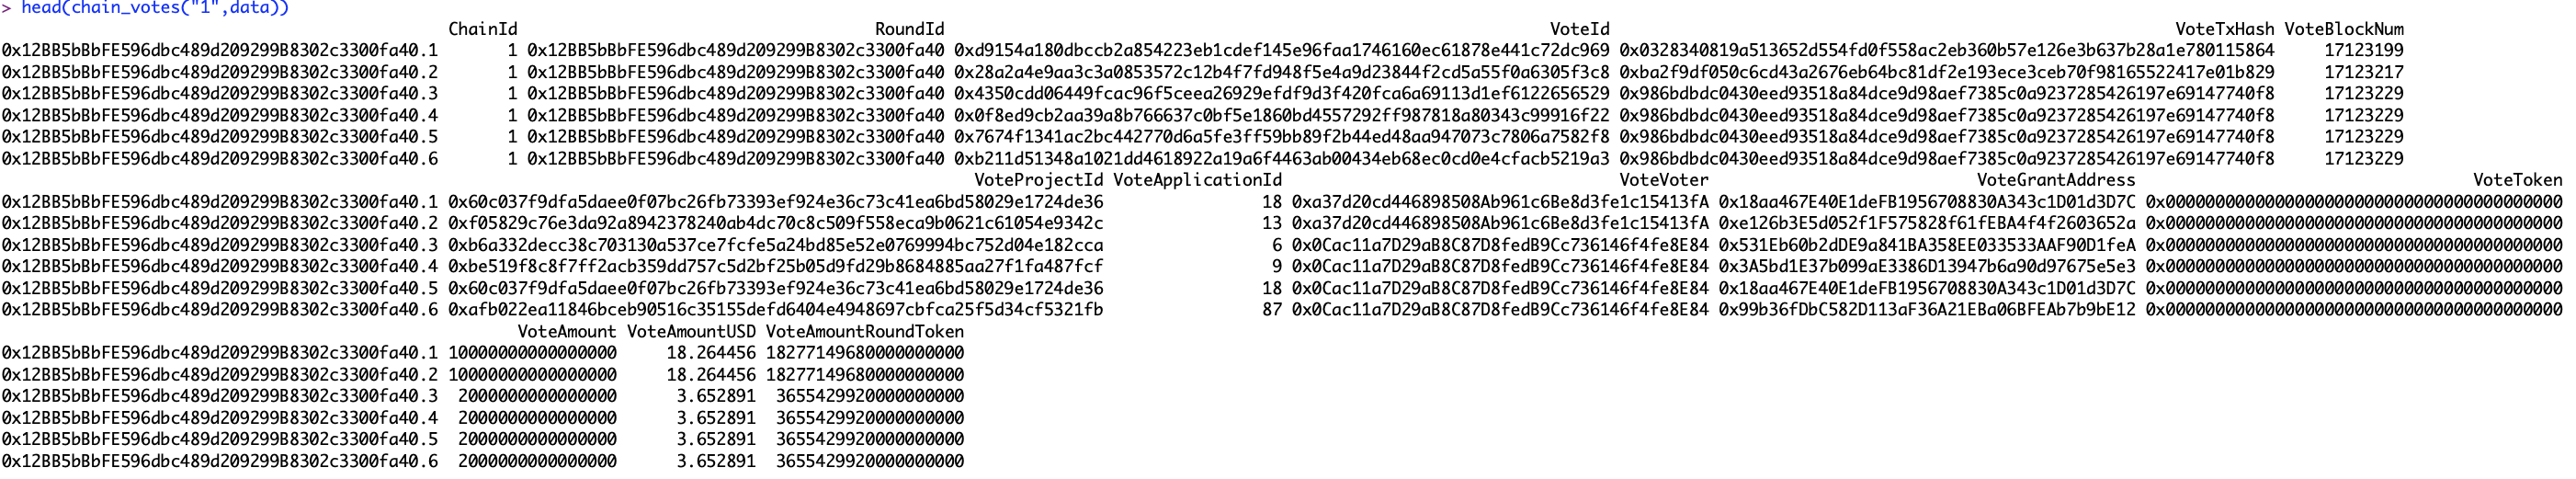 > head(chain_votes("1",data))
ChainId RoundId VoteId VoteTxHash VoteBlockNum
0x12BB5bBbFE596dbc489d209299B8302c3300fa40.1 1 0x12BB5bBbFE596dbc489d209299B8302c3300fa40 0xd9154a180dbccb2a854223eb1cdef145e96faa1746160ec61878e441c72dc969 0x0328340819a513652d554fd0f558ac2eb360b57e126e3b637b28a1e780115864 17123199
0x12BB5bBbFE596dbc489d209299B8302c3300fa40.2 1 0x12BB5bBbFE596dbc489d209299B8302c3300fa40 0x28a2a4e9aa3c3a0853572c12b4f7fd948f5e4a9d23844f2cd5a55f0a6305f3c8 0xba2f9df050c6cd43a2676eb64bc81df2e193ece3ceb70f98165522417e01b829 17123217
0x12BB5bBbFE596dbc489d209299B8302c3300fa40.3 1 0x12BB5bBbFE596dbc489d209299B8302c3300fa40 0x4350cdd06449fcac96f5ceea26929efdf9d3f420fca6a69113d1ef6122656529 0x986bdbdc0430eed93518a84dce9d98aef7385c0a9237285426197e69147740f8 17123229
0x12BB5bBbFE596dbc489d209299B8302c3300fa40.4 1 0x12BB5bBbFE596dbc489d209299B8302c3300fa40 0x0f8ed9cb2aa39a8b766637c0bf5e1860bd4557292ff987818a80343c99916f22 0x986bdbdc0430eed93518a84dce9d98aef7385c0a9237285426197e69147740f8 17123229
0x12BB5bBbFE596dbc489d209299B8302c3300fa40.5 1 0x12BB5bBbFE596dbc489d209299B8302c3300fa40 0x7674f1341ac2bc442770d6a5fe3ff59bb89f2b44ed48aa947073c7806a7582f8 0x986bdbdc0430eed93518a84dce9d98aef7385c0a9237285426197e69147740f8 17123229
0x12BB5bBbFE596dbc489d209299B8302c3300fa40.6 1 0x12BB5bBbFE596dbc489d209299B8302c3300fa40 0xb211d51348a1021dd4618922a19a6f4463ab00434eb68ec0cd0e4cfacb5219a3 0x986bdbdc0430eed93518a84dce9d98aef7385c0a9237285426197e69147740f8 17123229
VoteProjectId VoteApplicationId VoteVoter VoteGrantAddress VoteToken
0x12BB5bBbFE596dbc489d209299B8302c3300fa40.1 0x60c037f9dfa5daee0f07bc26fb73393ef924e36c73c41ea6bd58029e1724de36 18 0xa37d20cd446898508Ab961c6Be8d3fe1c15413fA 0x18aa467E40E1deFB1956708830A343c1D01d3D7C 0x0000000000000000000000000000000000000000
0x12BB5bBbFE596dbc489d209299B8302c3300fa40.2 0xf05829c76e3da92a8942378240ab4dc70c8c509f558eca9b0621c61054e9342c 13 0xa37d20cd446898508Ab961c6Be8d3fe1c15413fA 0xe126b3E5d052f1F575828f61fEBA4f4f2603652a 0x0000000000000000000000000000000000000000
0x12BB5bBbFE596dbc489d209299B8302c3300fa40.3 0xb6a332decc38c703130a537ce7fcfe5a24bd85e52e0769994bc752d04e182cca 6 0x0Cac11a7D29aB8C87D8fedB9Cc736146f4fe8E84 0x531Eb60b2dDE9a841BA358EE033533AAF90D1feA 0x0000000000000000000000000000000000000000
0x12BB5bBbFE596dbc489d209299B8302c3300fa40.4 0xbe519f8c8f7ff2acb359dd757c5d2bf25b05d9fd29b8684885aa27f1fa487fcf 9 0x0Cac11a7D29aB8C87D8fedB9Cc736146f4fe8E84 0x3A5bd1E37b099aE3386D13947b6a90d97675e5e3 0x0000000000000000000000000000000000000000
0x12BB5bBbFE596dbc489d209299B8302c3300fa40.5 0x60c037f9dfa5daee0f07bc26fb73393ef924e36c73c41ea6bd58029e1724de36 18 0x0Cac11a7D29aB8C87D8fedB9Cc736146f4fe8E84 0x18aa467E40E1deFB1956708830A343c1D01d3D7C 0x0000000000000000000000000000000000000000
0x12BB5bBbFE596dbc489d209299B8302c3300fa40.6 0xafb022ea11846bceb90516c35155defd6404e4948697cbfca25f5d34cf5321fb 87 0x0Cac11a7D29aB8C87D8fedB9Cc736146f4fe8E84 0x99b36fDbC582D113aF36A21EBa06BFEAb7b9bE12 0x0000000000000000000000000000000000000000
VoteAmount VoteAmountUSD VoteAmountRoundToken
0x12BB5bBbFE596dbc489d209299B8302c3300fa40.1 10000000000000000 18.264456 18277149680000000000
0x12BB5bBbFE596dbc489d209299B8302c3300fa40.2 10000000000000000 18.264456 18277149680000000000
0x12BB5bBbFE596dbc489d209299B8302c3300fa40.3 2000000000000000 3.652891 3655429920000000000
0x12BB5bBbFE596dbc489d209299B8302c3300fa40.4 2000000000000000 3.652891 3655429920000000000
0x12BB5bBbFE596dbc489d209299B8302c3300fa40.5 2000000000000000 3.652891 3655429920000000000
0x12BB5bBbFE596dbc489d209299B8302c3300fa40.6 2000000000000000 3.652891 3655429920000000000